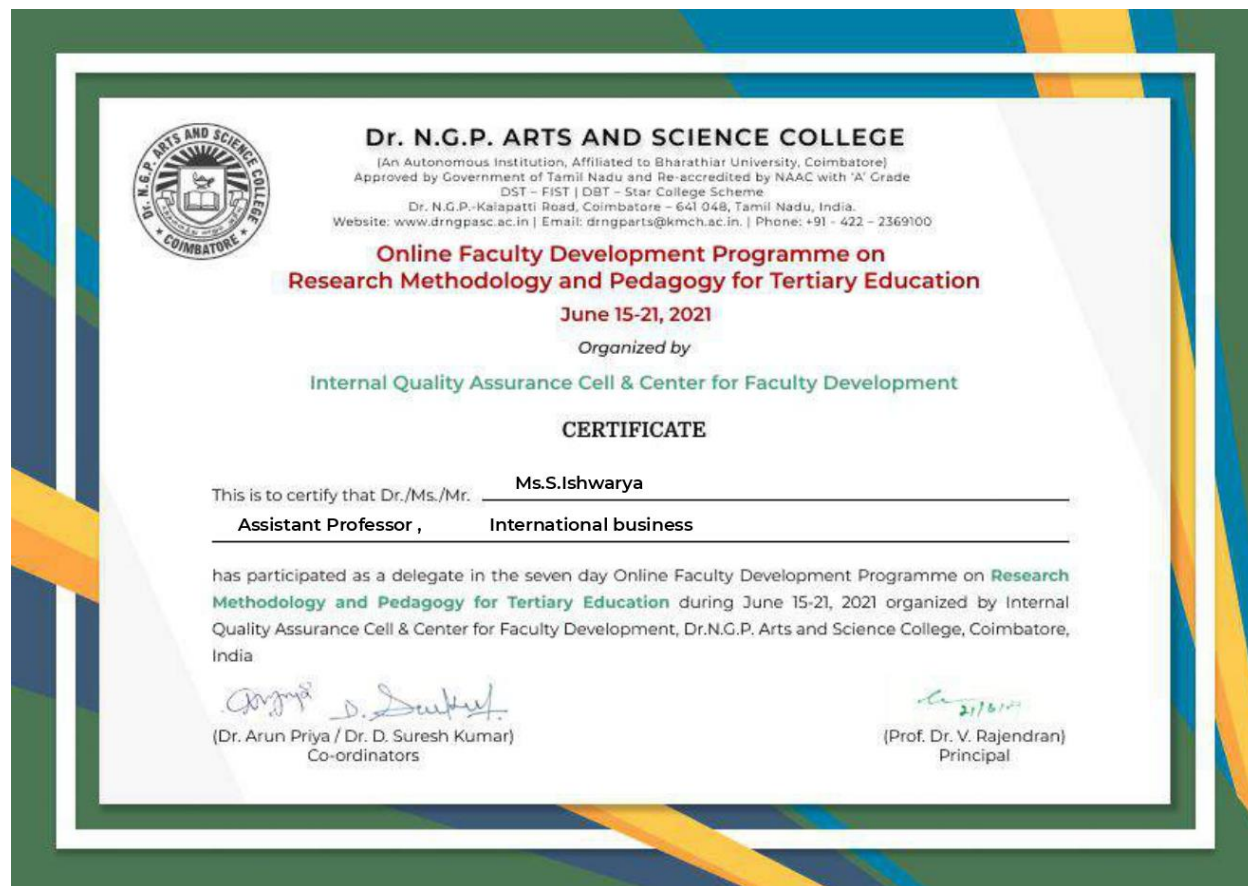 Dr. N.G.P. ARTS AND SCIENCE COLLEGE
COIMBATORE
Dr. N.G.P. ARTS AND SCIENCE COLLEGE
(An Autonomous Institution, Affiliated to Bharathiar University, Coimbatore)
Approved by Government of Tamil Nadu and Re-accredited by NAAC with 'A' Grade
DST – FIST | DBT – Star College Scheme
Dr. N.G.P.-Kalapatti Road, Coimbatore – 641 048, Tamil Nadu, India.
Website: www.drngpasc.ac.in | Email: drngparts@kmch.ac.in. | Phone: +91 - 422 – 2369100
Online Faculty Development Programme on
Research Methodology and Pedagogy for Tertiary Education
June 15-21, 2021
Organized by
Internal Quality Assurance Cell & Center for Faculty Development
CERTIFICATE
This is to certify that Dr./Ms./Mr. Ms.S.Ishwarya
Assistant Professor , International business
has participated as a delegate in the seven day Online Faculty Development Programme on Research
Methodology and Pedagogy for Tertiary Education during June 15-21, 2021 organized by Internal
Quality Assurance Cell & Center for Faculty Development, Dr.N.G.P. Arts and Science College, Coimbatore,
India
(Dr. Arun Priya / Dr. D. Suresh Kumar)
Co-ordinators
(Prof. Dr. V. Rajendran)
Principal